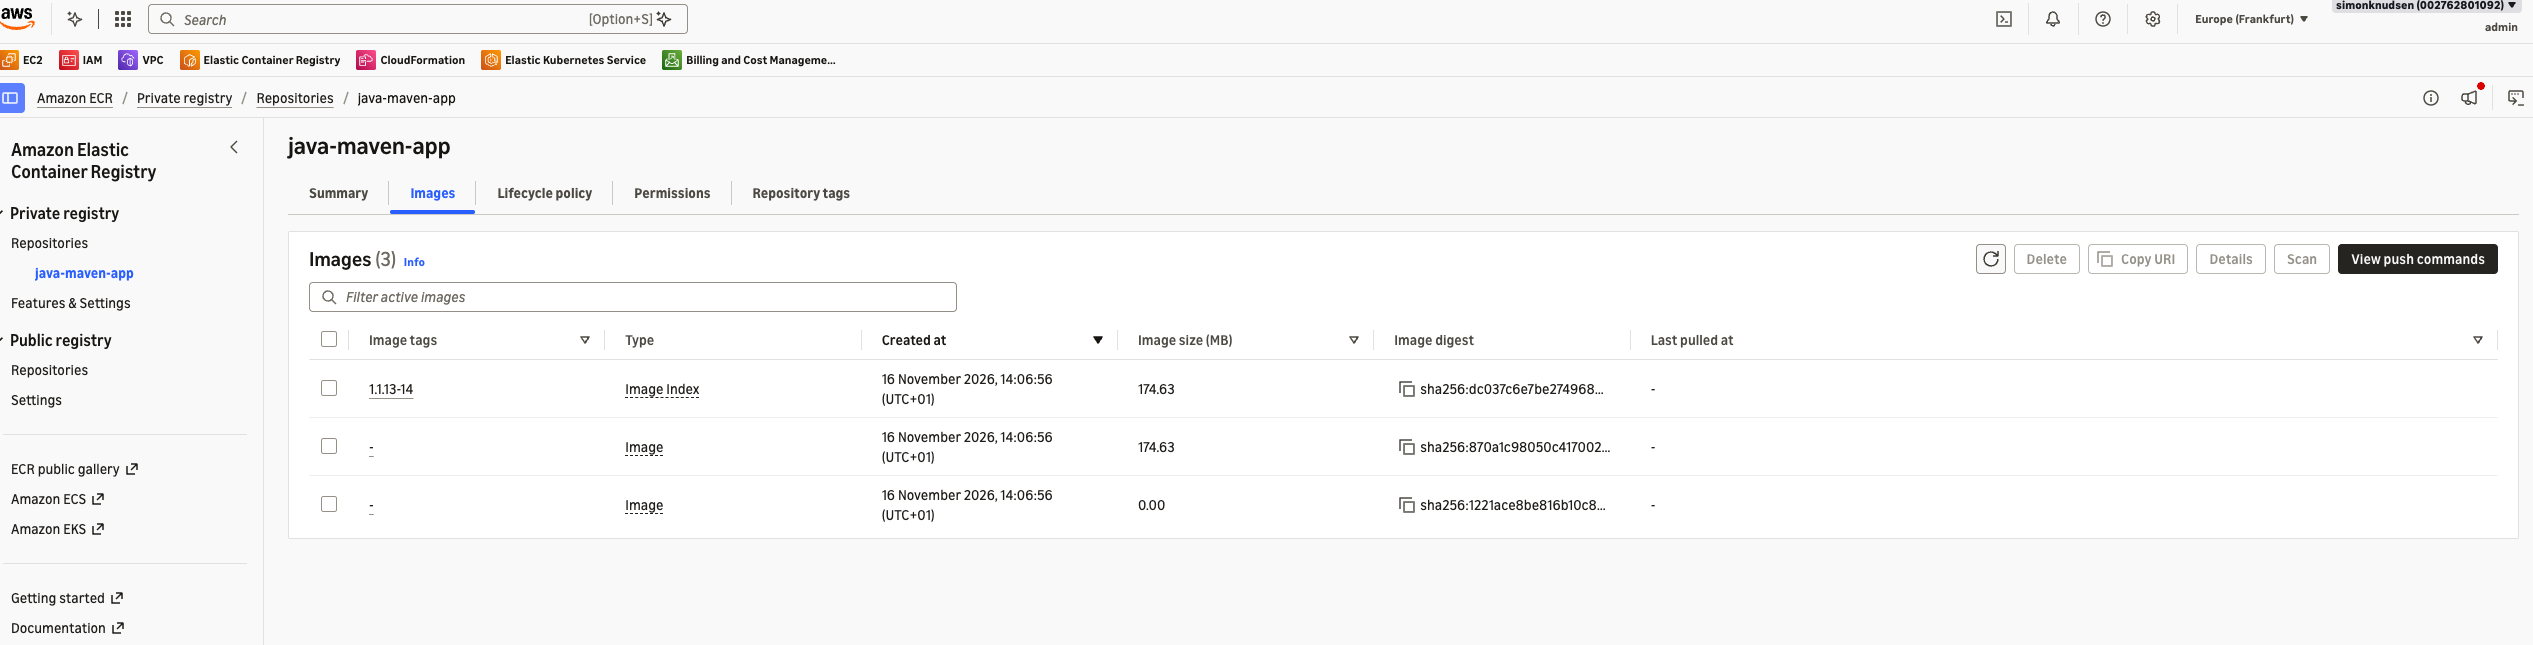 aws
Search
[Option+S]
Europe (Frankfurt)
simonknudsen (002762801092)
admin
EC2
IAM
VPC
Elastic Container Registry
CloudFormation
Elastic Kubernetes Service
Billing and Cost Manageme...
Amazon ECR / Private registry / Repositories / java-maven-app
Amazon Elastic
Container Registry
Private registry
Repositories
java-maven-app
Features & Settings
Public registry
Repositories
Settings
ECR public gallery
Amazon ECS
Amazon EKS
Getting started
Documentation
java-maven-app
Summary
Images
Lifecycle policy
Permissions
Repository tags
Images (3) Info
Delete
Copy URI
Details
Scan
View push commands
Filter active images
Image tags
Type
Created at
Image size (MB)
Image digest
Last pulled at
1.1.13-14
Image Index
16 November 2026, 14:06:56
(UTC+01)
174.63
sha256:dc037c6e7be274968...
-
-
Image
16 November 2026, 14:06:56
(UTC+01)
174.63
sha256:870a1c98050c417002...
-
-
Image
16 November 2026, 14:06:56
(UTC+01)
0.00
sha256:1221ace8be816b10c8...
-